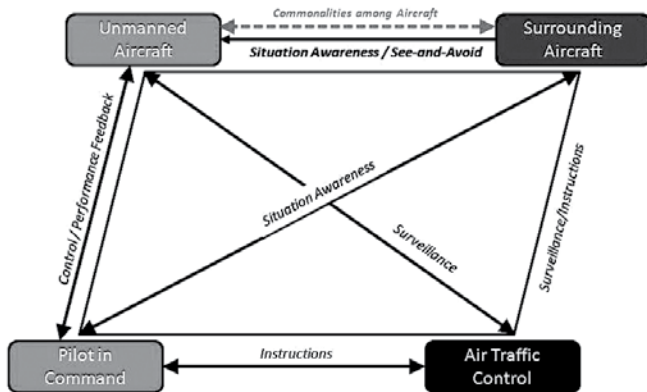 Unmanned
Aircraft
Commonalities among Aircraft
Situation Awareness / See-and-Avoid
Surrounding
Aircraft
Control / Performance Feedback
Situation Awareness
Surveillance
Surveillance/Instructions
Pilot in
Command
Instructions
Air Traffic
Control